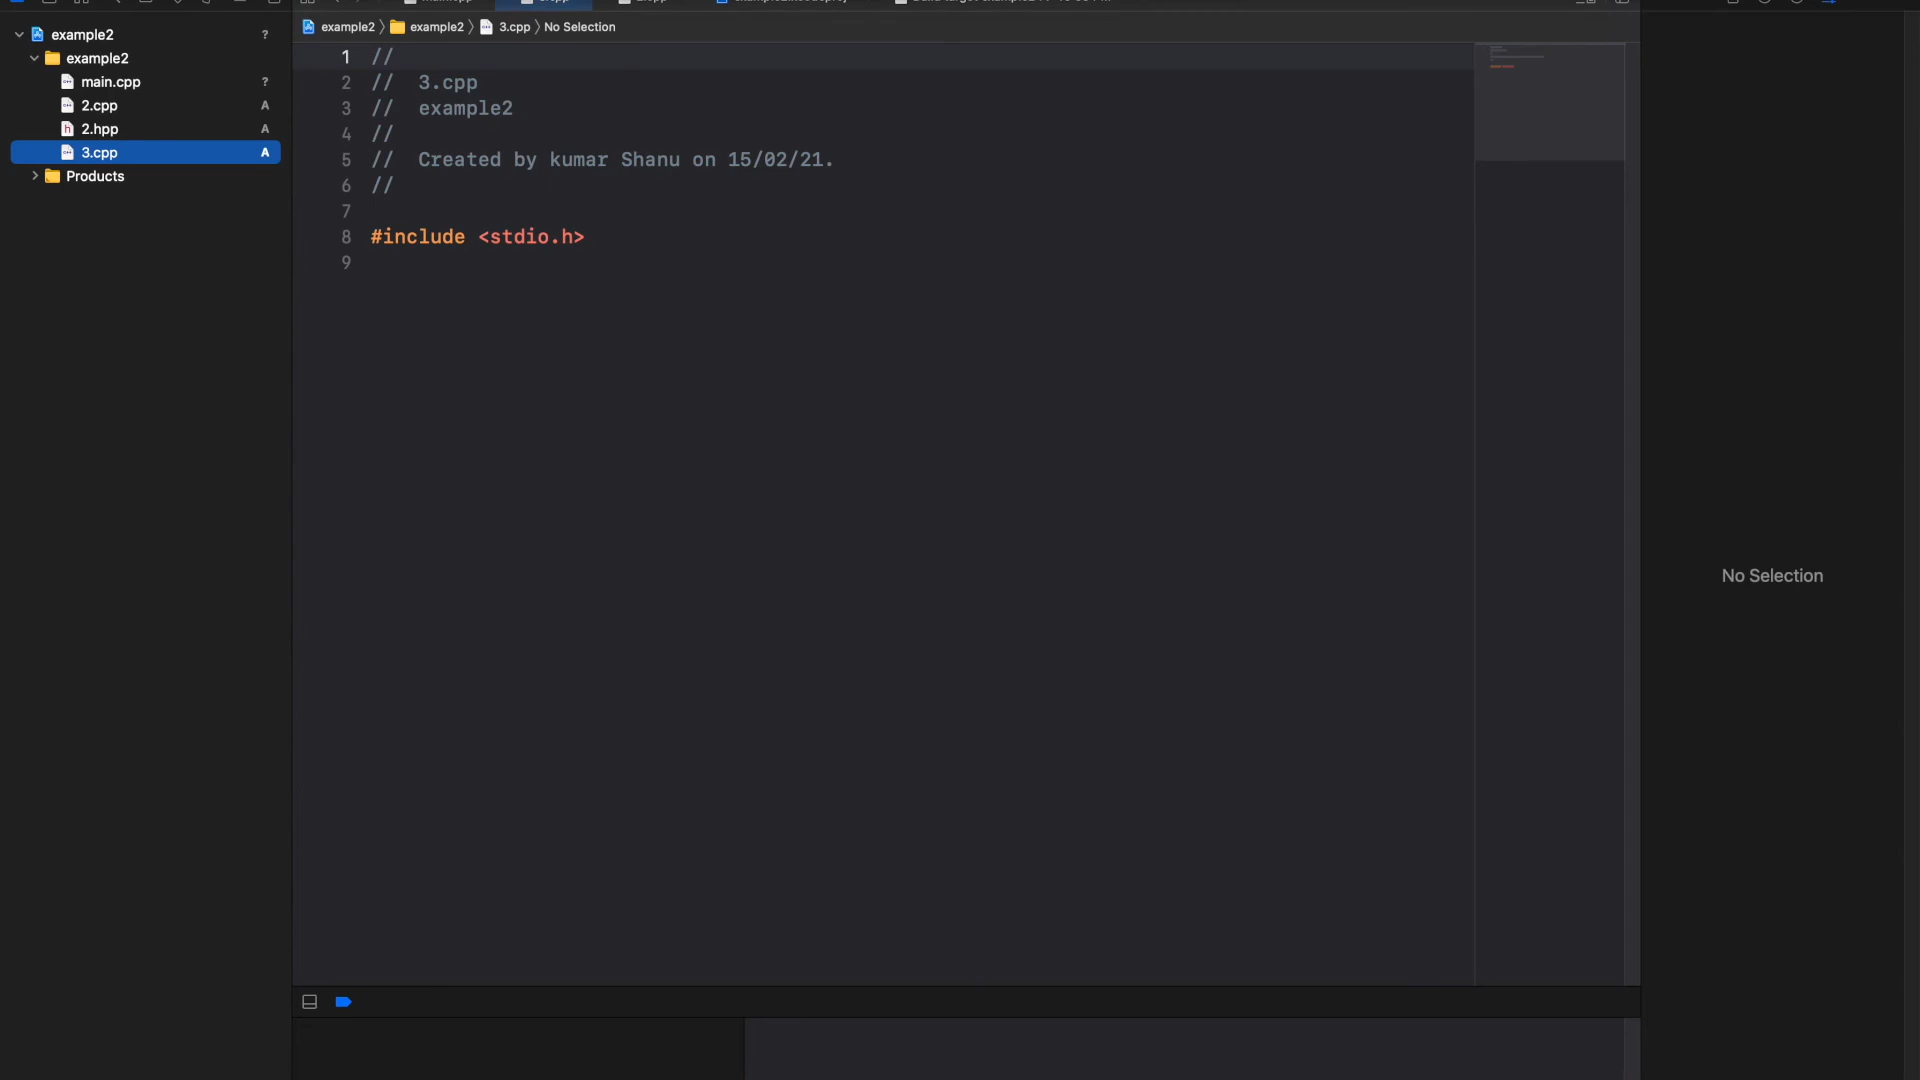 example2 ?
example2
main.cpp ?
2.cpp A
2.hpp A
3.cpp A
Products
example2 〉 example2 〉 3.cpp 〉 No Selection
1 //
2 //  3.cpp
3 //  example2
4 //
5 //  Created by kumar Shanu on 15/02/21.
6 //
7
8 #include <stdio.h>
9
No Selection